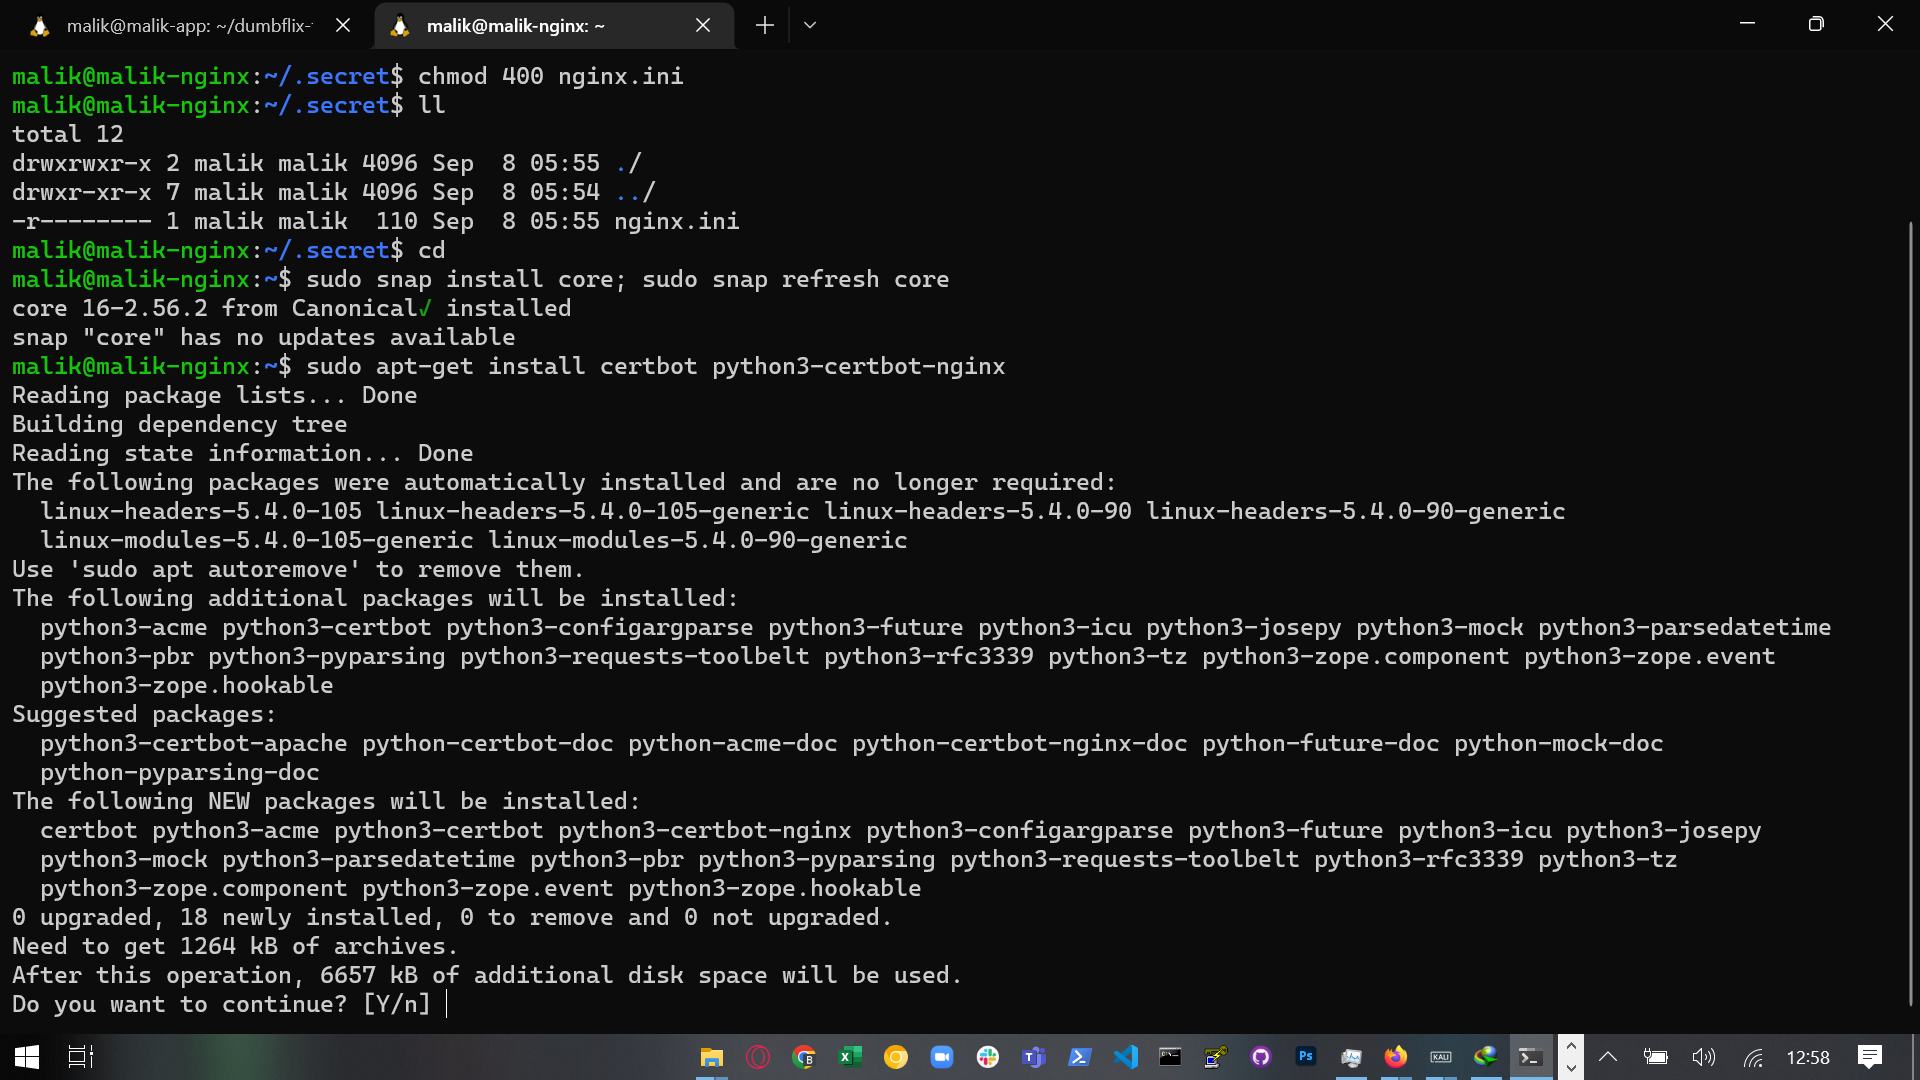 malik@malik-app: ~/dumbflix-
malik@malik-nginx: ~
malik@malik-nginx:~/.secret$ chmod 400 nginx.ini
malik@malik-nginx:~/.secret$ ll
total 12
drwxrwxr-x 2 malik malik 4096 Sep  8 05:55 ./
drwxr-xr-x 7 malik malik 4096 Sep  8 05:54 ../
-r-------- 1 malik malik  110 Sep  8 05:55 nginx.ini
malik@malik-nginx:~/.secret$ cd
malik@malik-nginx:~$ sudo snap install core; sudo snap refresh core
core 16-2.56.2 from Canonical✓ installed
snap "core" has no updates available
malik@malik-nginx:~$ sudo apt-get install certbot python3-certbot-nginx
Reading package lists... Done
Building dependency tree
Reading state information... Done
The following packages were automatically installed and are no longer required:
  linux-headers-5.4.0-105 linux-headers-5.4.0-105-generic linux-headers-5.4.0-90 linux-headers-5.4.0-90-generic
  linux-modules-5.4.0-105-generic linux-modules-5.4.0-90-generic
Use 'sudo apt autoremove' to remove them.
The following additional packages will be installed:
  python3-acme python3-certbot python3-configargparse python3-future python3-icu python3-josepy python3-mock python3-parsedatetime
  python3-pbr python3-pyparsing python3-requests-toolbelt python3-rfc3339 python3-tz python3-zope.component python3-zope.event
  python3-zope.hookable
Suggested packages:
  python3-certbot-apache python-certbot-doc python-acme-doc python-certbot-nginx-doc python-future-doc python-mock-doc
  python-pyparsing-doc
The following NEW packages will be installed:
  certbot python3-acme python3-certbot python3-certbot-nginx python3-configargparse python3-future python3-icu python3-josepy
  python3-mock python3-parsedatetime python3-pbr python3-pyparsing python3-requests-toolbelt python3-rfc3339 python3-tz
  python3-zope.component python3-zope.event python3-zope.hookable
0 upgraded, 18 newly installed, 0 to remove and 0 not upgraded.
Need to get 1264 kB of archives.
After this operation, 6657 kB of additional disk space will be used.
Do you want to continue? [Y/n]
Ps
KALI
12:58